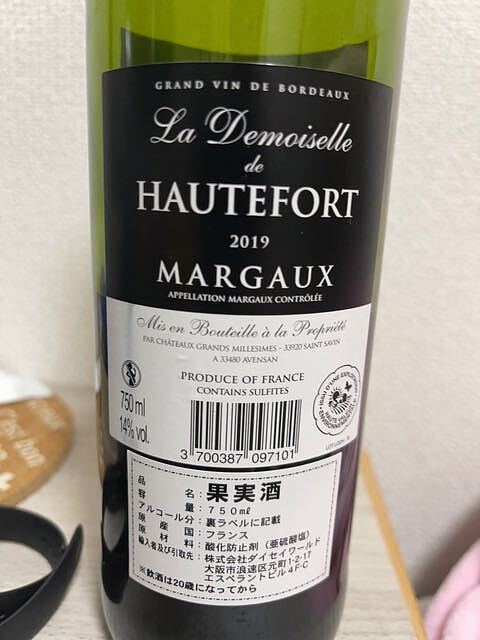 GRAND VIN DE BORDEAUX
La Demoiselle
de
HAUTEFORT
2019
MARGAUX
APPELLATION MARGAUX CONTRÔLÉE
Mis en Bouteille à la Propriété
PAR CHÂTEAUX GRANDS MILLESIMES - 33920 SAINT SAVIN
A 33480 AVENSAN
PRODUCE OF FRANCE
CONTAINS SULFITES
750 ml
14% vol.
3 700387 097101
品名:果実酒
容量:750㎖
アルコール分:裏ラベルに記載
原産国:フランス
原材料:酸化防止剤(亜硫酸塩)
輸入者及び引取先:株式会社ダイセイワールド
大阪市浪速区元町1-2-17
エスペラントビル4F-C
※飲酒は20歳になってから